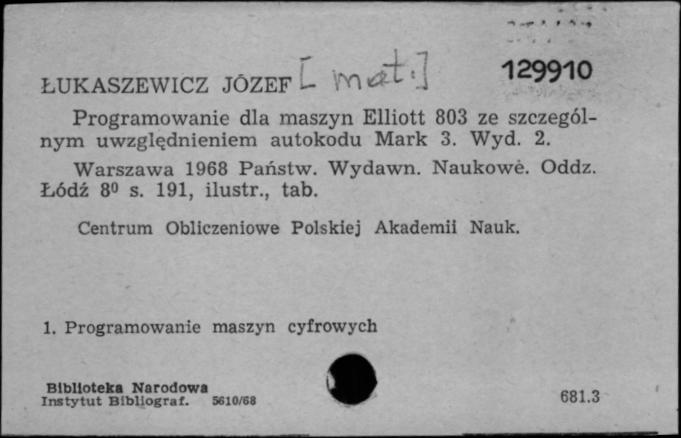 129910
ŁUKASZEWICZ JÓZEF [mat.]
Programowanie dla maszyn Elliott 803 ze szczegól-
nym uwzględnieniem autokodu Mark 3. Wyd. 2.
Warszawa 1968 Państw. Wydawn. Naukowe. Oddz.
Łódź 8⁰ s. 191, ilustr., tab.
Centrum Obliczeniowe Polskiej Akademii Nauk.
1. Programowanie maszyn cyfrowych
Biblioteka Narodowa
Instytut Bibliograf. 5610/68
681.3